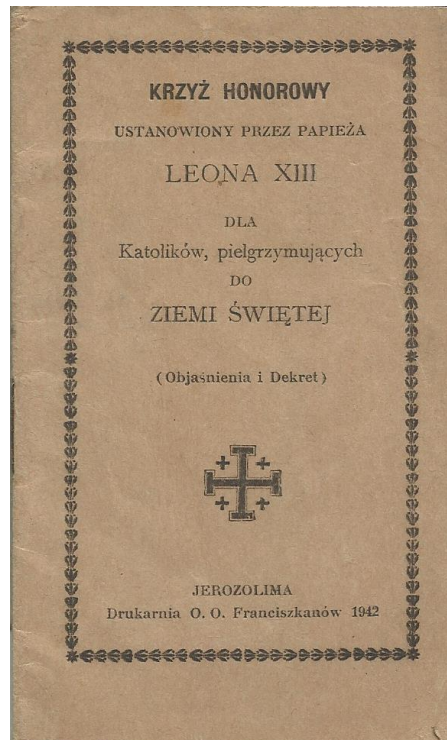 KRZYŻ HONOROWY
USTANOWIONY PRZEZ PAPIEŻA
LEONA XIII
DLA
Katolików, pielgrzymujących
DO
ZIEMI ŚWIĘTEJ
(Objaśnienia i Dekret)
JEROZOLIMA
Drukarnia O. O. Franciszkanów 1942